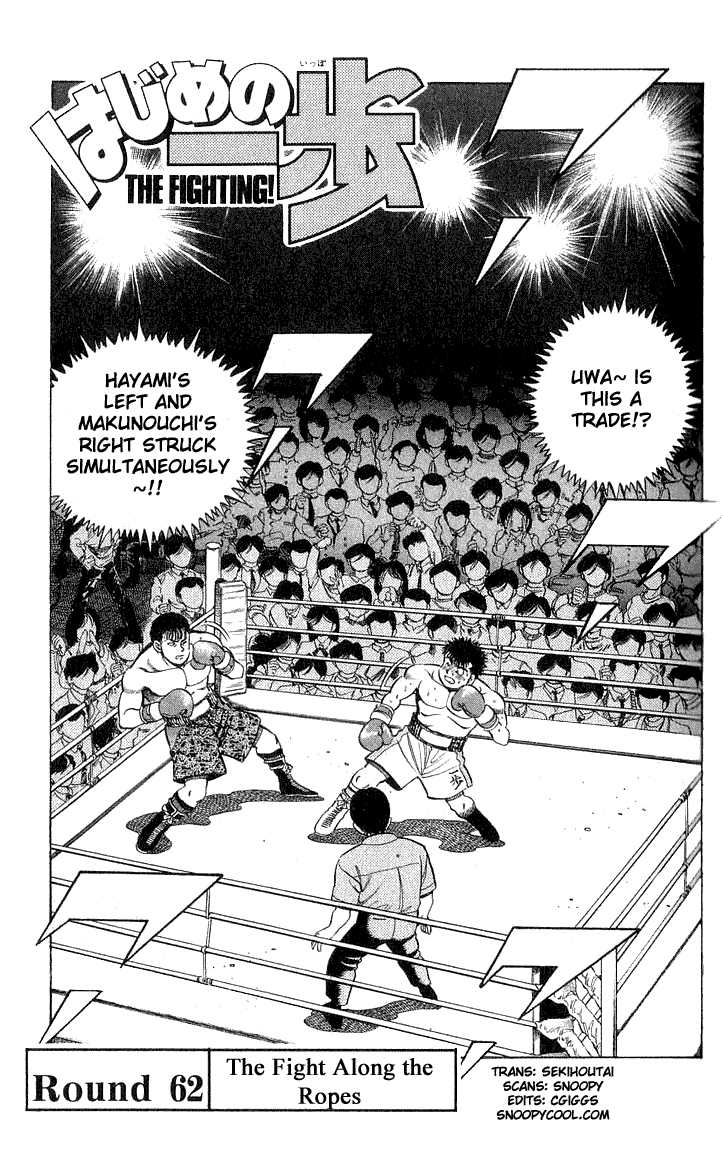 はじめの
一歩
いっぽ
THE FIGHTING!
UWA~ IS
THIS A
TRADE!?
HAYAMI'S
LEFT AND
MAKUNOUCHI'S
RIGHT STRUCK
SIMULTANEOUSLY
~!!
歩
Round 62
The Fight Along the
Ropes
TRANS: SEKIHOUTAI
SCANS: SNOOPY
EDITS: CGIGGS
SNOOPYCOOL.COM